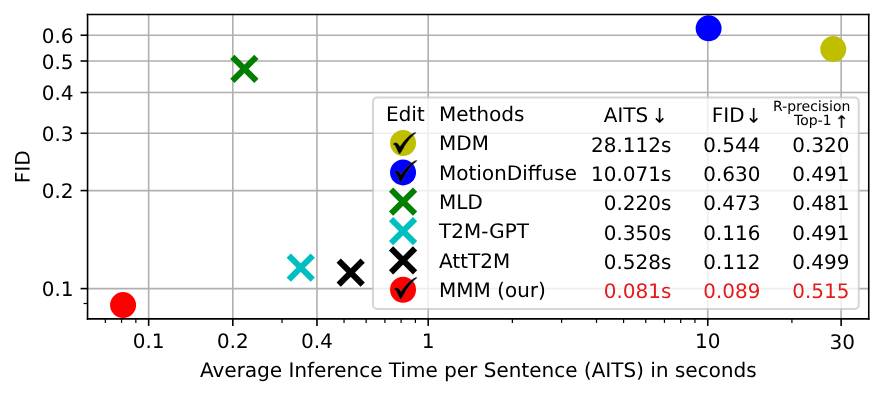 0.6
0.5
0.4
0.3
0.2
0.1
FID
Edit Methods AITS ↓ FID↓ R-precision Top-1 ↑
MDM 28.112s 0.544 0.320
MotionDiffuse 10.071s 0.630 0.491
MLD 0.220s 0.473 0.481
T2M-GPT 0.350s 0.116 0.491
AttT2M 0.528s 0.112 0.499
MMM (our) 0.081s 0.089 0.515
0.1 0.2 0.4 1 10 30
Average Inference Time per Sentence (AITS) in seconds